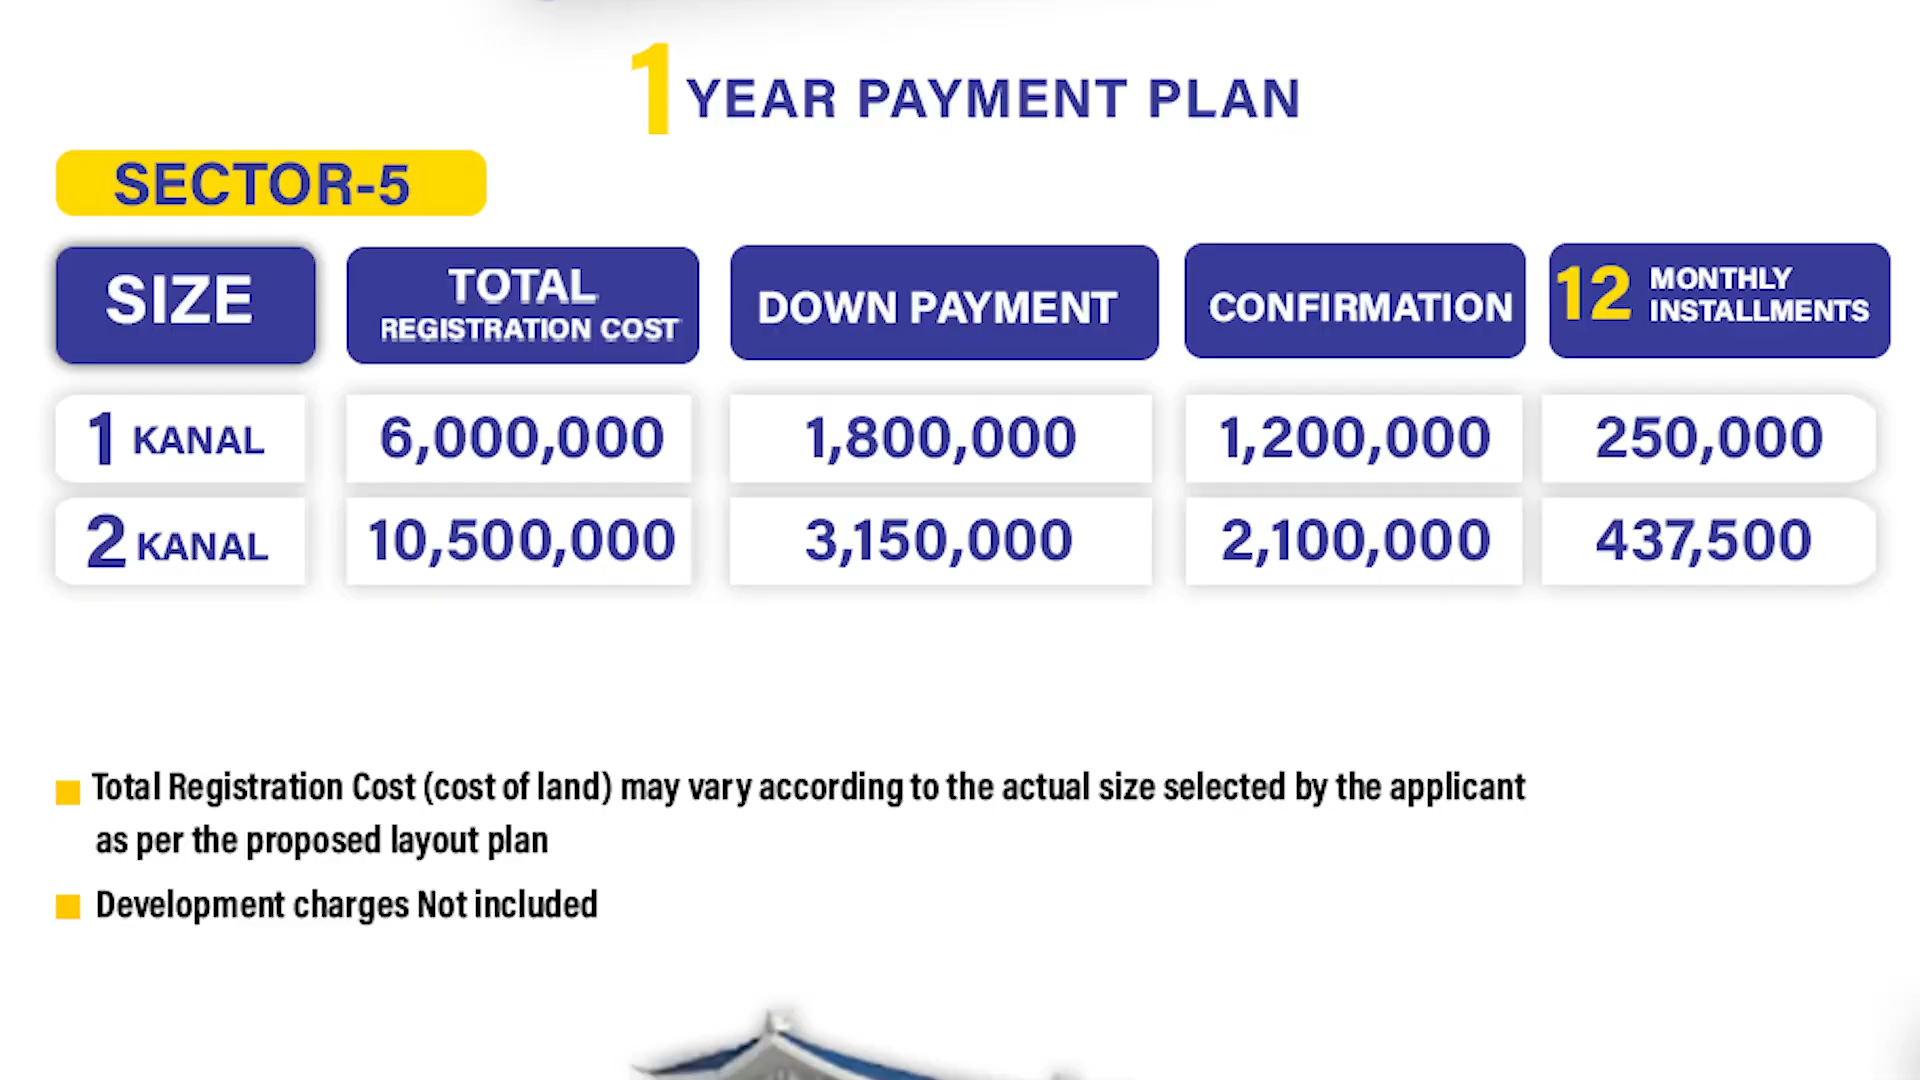 1 YEAR PAYMENT PLAN
SECTOR-5
SIZE
TOTAL
REGISTRATION COST
DOWN PAYMENT
CONFIRMATION
12 MONTHLY
INSTALLMENTS
1 KANAL 6,000,000 1,800,000 1,200,000 250,000
2 KANAL 10,500,000 3,150,000 2,100,000 437,500
Total Registration Cost (cost of land) may vary according to the actual size selected by the applicant
as per the proposed layout plan
Development charges Not included